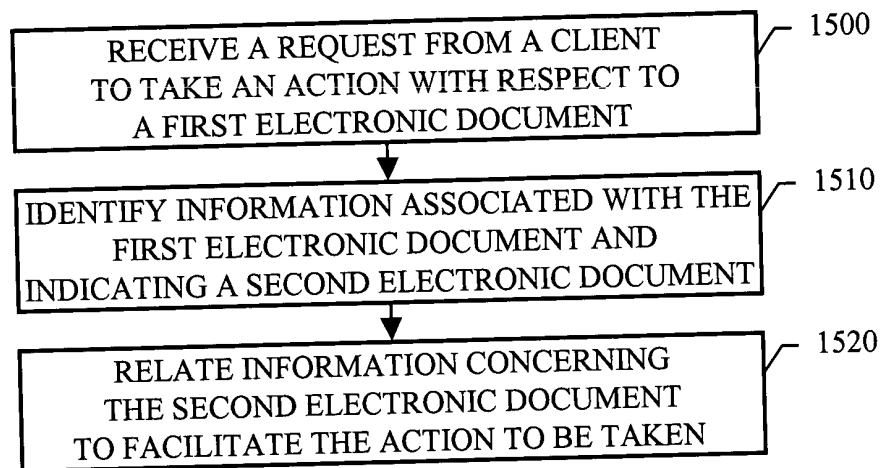 RECEIVE A REQUEST FROM A CLIENT
TO TAKE AN ACTION WITH RESPECT TO
A FIRST ELECTRONIC DOCUMENT
1500
IDENTIFY INFORMATION ASSOCIATED WITH THE
FIRST ELECTRONIC DOCUMENT AND
INDICATING A SECOND ELECTRONIC DOCUMENT
1510
RELATE INFORMATION CONCERNING
THE SECOND ELECTRONIC DOCUMENT
TO FACILITATE THE ACTION TO BE TAKEN
1520